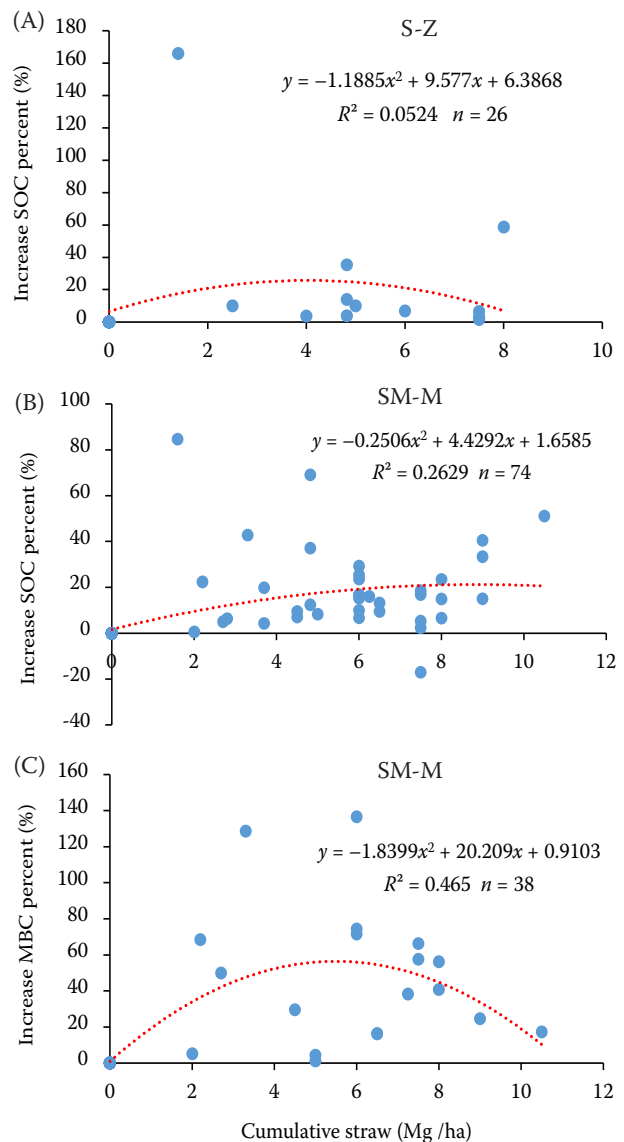 (A)
S-Z
y = −1.1885x² + 9.577x + 6.3868
R² = 0.0524 n = 26
Increase SOC percent (%)
180
160
140
120
100
80
60
40
20
0
0 2 4 6 8 10
(B)
SM-M
y = −0.2506x² + 4.4292x + 1.6585
R² = 0.2629 n = 74
Increase SOC percent (%)
100
80
60
40
20
0
-20
-40
0 2 4 6 8 10 12
(C)
SM-M
y = −1.8399x² + 20.209x + 0.9103
R² = 0.465 n = 38
Increase MBC percent (%)
160
140
120
100
80
60
40
20
0
0 2 4 6 8 10 12
Cumulative straw (Mg /ha)